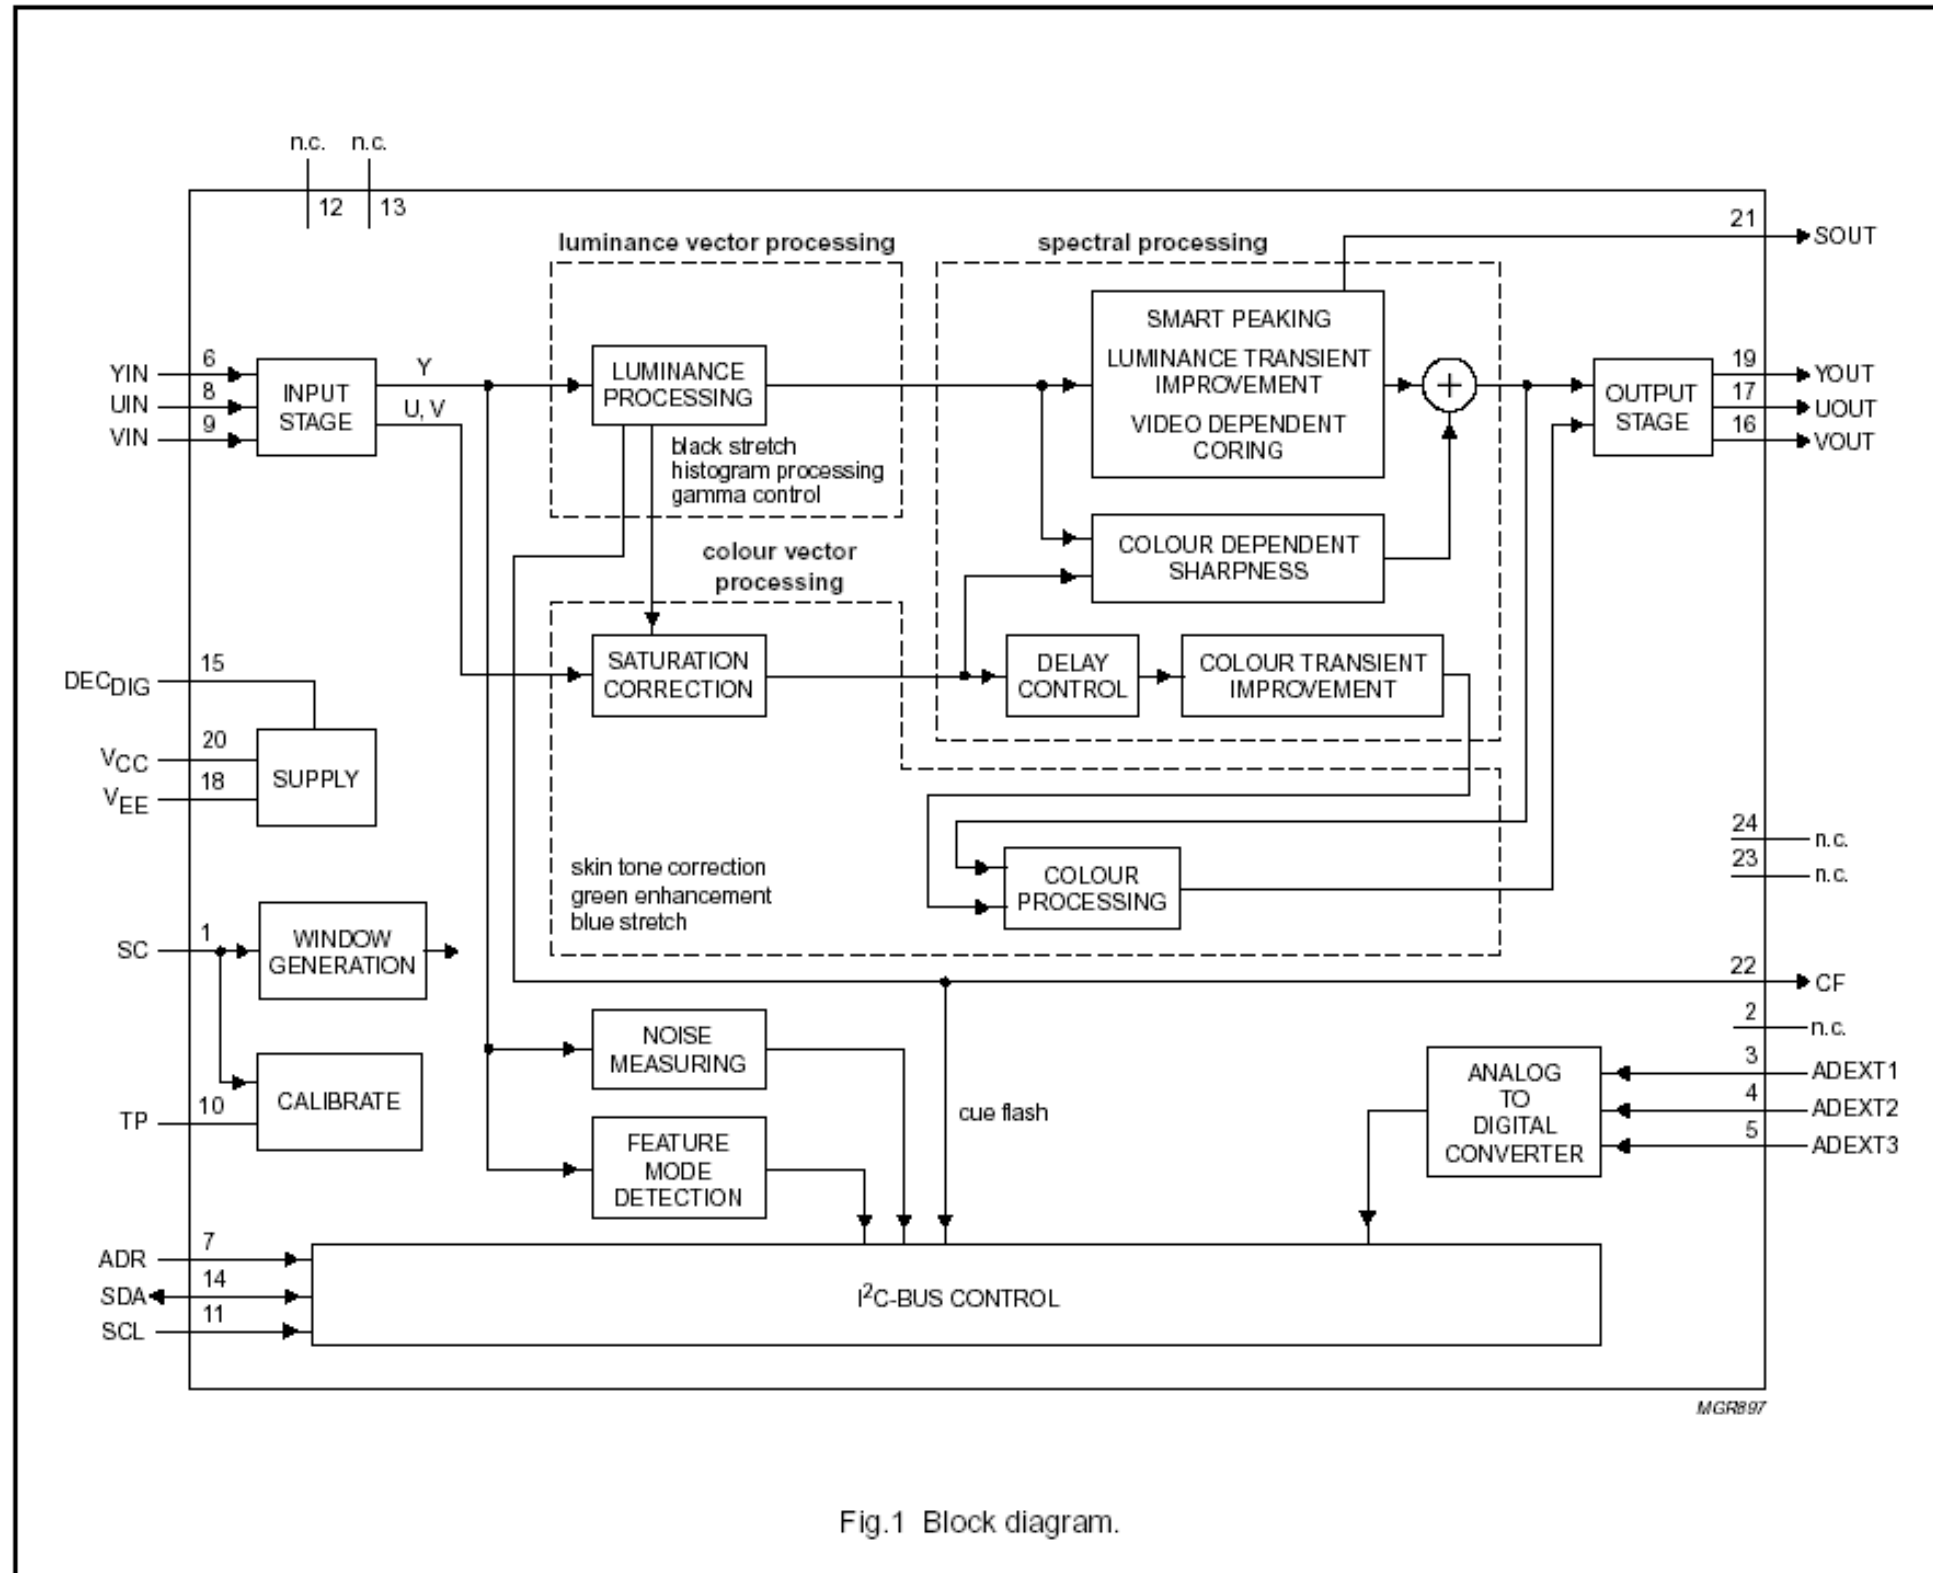 n.c. n.c.
12 13
luminance vector processing
spectral processing
21
SOUT
YIN 6
UIN 8
VIN 9
INPUT
STAGE
Y
U, V
LUMINANCE
PROCESSING
black stretch
histogram processing
gamma control
SMART PEAKING
LUMINANCE TRANSIENT
IMPROVEMENT
VIDEO DEPENDENT
CORING
+
OUTPUT
STAGE
19 YOUT
17 UOUT
16 VOUT
colour vector
processing
COLOUR DEPENDENT
SHARPNESS
SATURATION
CORRECTION
DELAY
CONTROL
COLOUR TRANSIENT
IMPROVEMENT
DECDIG 15
VCC 20
VEE 18
SUPPLY
skin tone correction
green enhancement
blue stretch
COLOUR
PROCESSING
24 n.c.
23 n.c.
SC 1
WINDOW
GENERATION
22 CF
2 n.c.
NOISE
MEASURING
CALIBRATE
TP 10
cue flash
FEATURE
MODE
DETECTION
ANALOG
TO
DIGITAL
CONVERTER
3 ADEXT1
4 ADEXT2
5 ADEXT3
ADR 7
SDA 14
SCL 11
I2C-BUS CONTROL
MGR897
Fig.1 Block diagram.